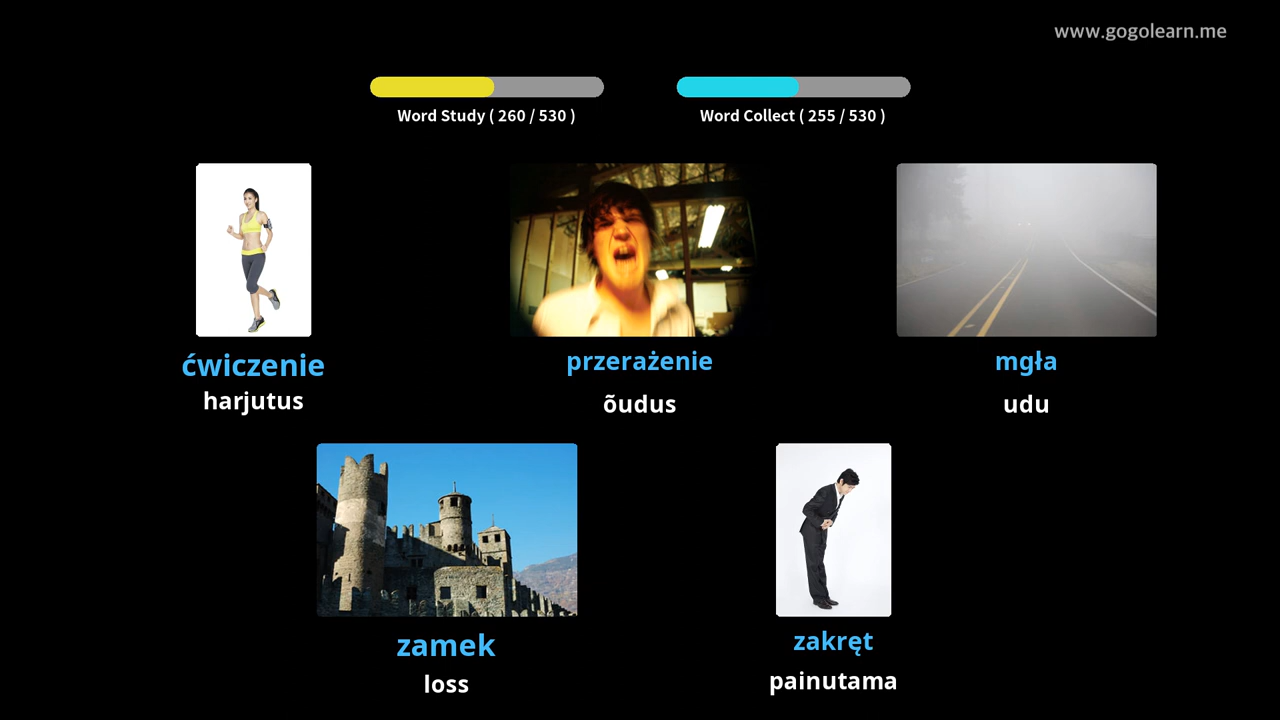 www.gogolearn.me
Word Study ( 260 / 530 )
Word Collect ( 255 / 530 )
ćwiczenie
harjutus
przerażenie
õudus
mgła
udu
zamek
loss
zakręt
painutama